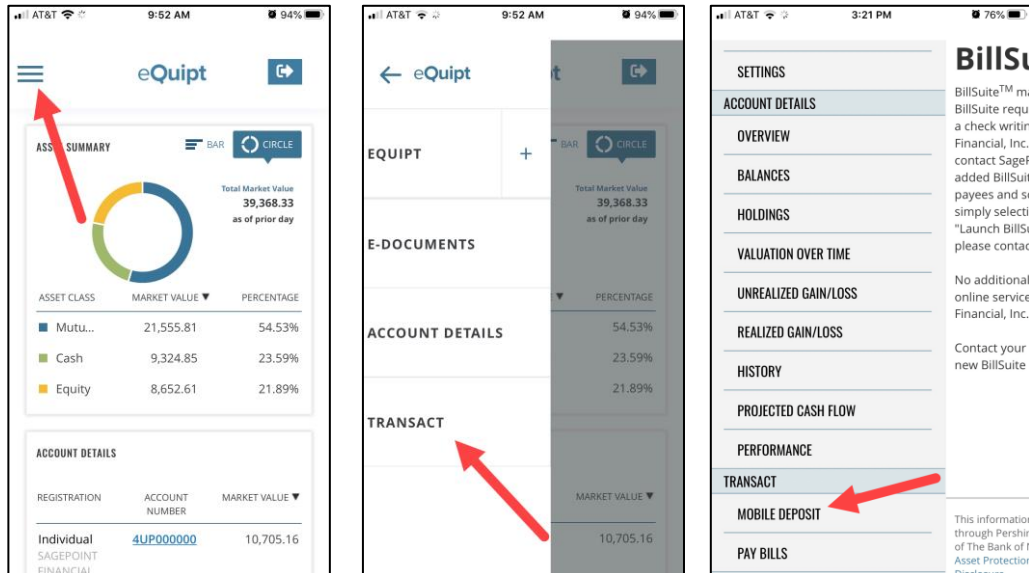 AT&T 9:52 AM 94%
eQuipt
ASSET SUMMARY BAR CIRCLE
Total Market Value
39,368.33
as of prior day
ASSET CLASS MARKET VALUE ▼ PERCENTAGE
Mutu... 21,555.81 54.53%
Cash 9,324.85 23.59%
Equity 8,652.61 21.89%
ACCOUNT DETAILS
REGISTRATION ACCOUNT NUMBER MARKET VALUE ▼
Individual 4UP000000 10,705.16
SAGEPOINT
FINANCIAL
AT&T 9:52 AM 94%
← eQuipt t
EQUIPT +
E-DOCUMENTS
ACCOUNT DETAILS
TRANSACT
BAR CIRCLE
Total Market Value
39,368.33
as of prior day
▼ PERCENTAGE
54.53%
23.59%
21.89%
MARKET VALUE ▼
10,705.16
AT&T 3:21 PM 76%
SETTINGS
ACCOUNT DETAILS
OVERVIEW
BALANCES
HOLDINGS
VALUATION OVER TIME
UNREALIZED GAIN/LOSS
REALIZED GAIN/LOSS
HISTORY
PROJECTED CASH FLOW
PERFORMANCE
TRANSACT
MOBILE DEPOSIT
PAY BILLS
BillSu
BillSuite™ ma
BillSuite requ
a check writin
Financial, Inc.
contact SageP
added BillSuit
payees and s
simply selecti
"Launch BillSu
please contac
No additional
online service
Financial, Inc.
Contact your
new BillSuite
This information
through Pershin
of The Bank of N
Asset Protection
Disclosure